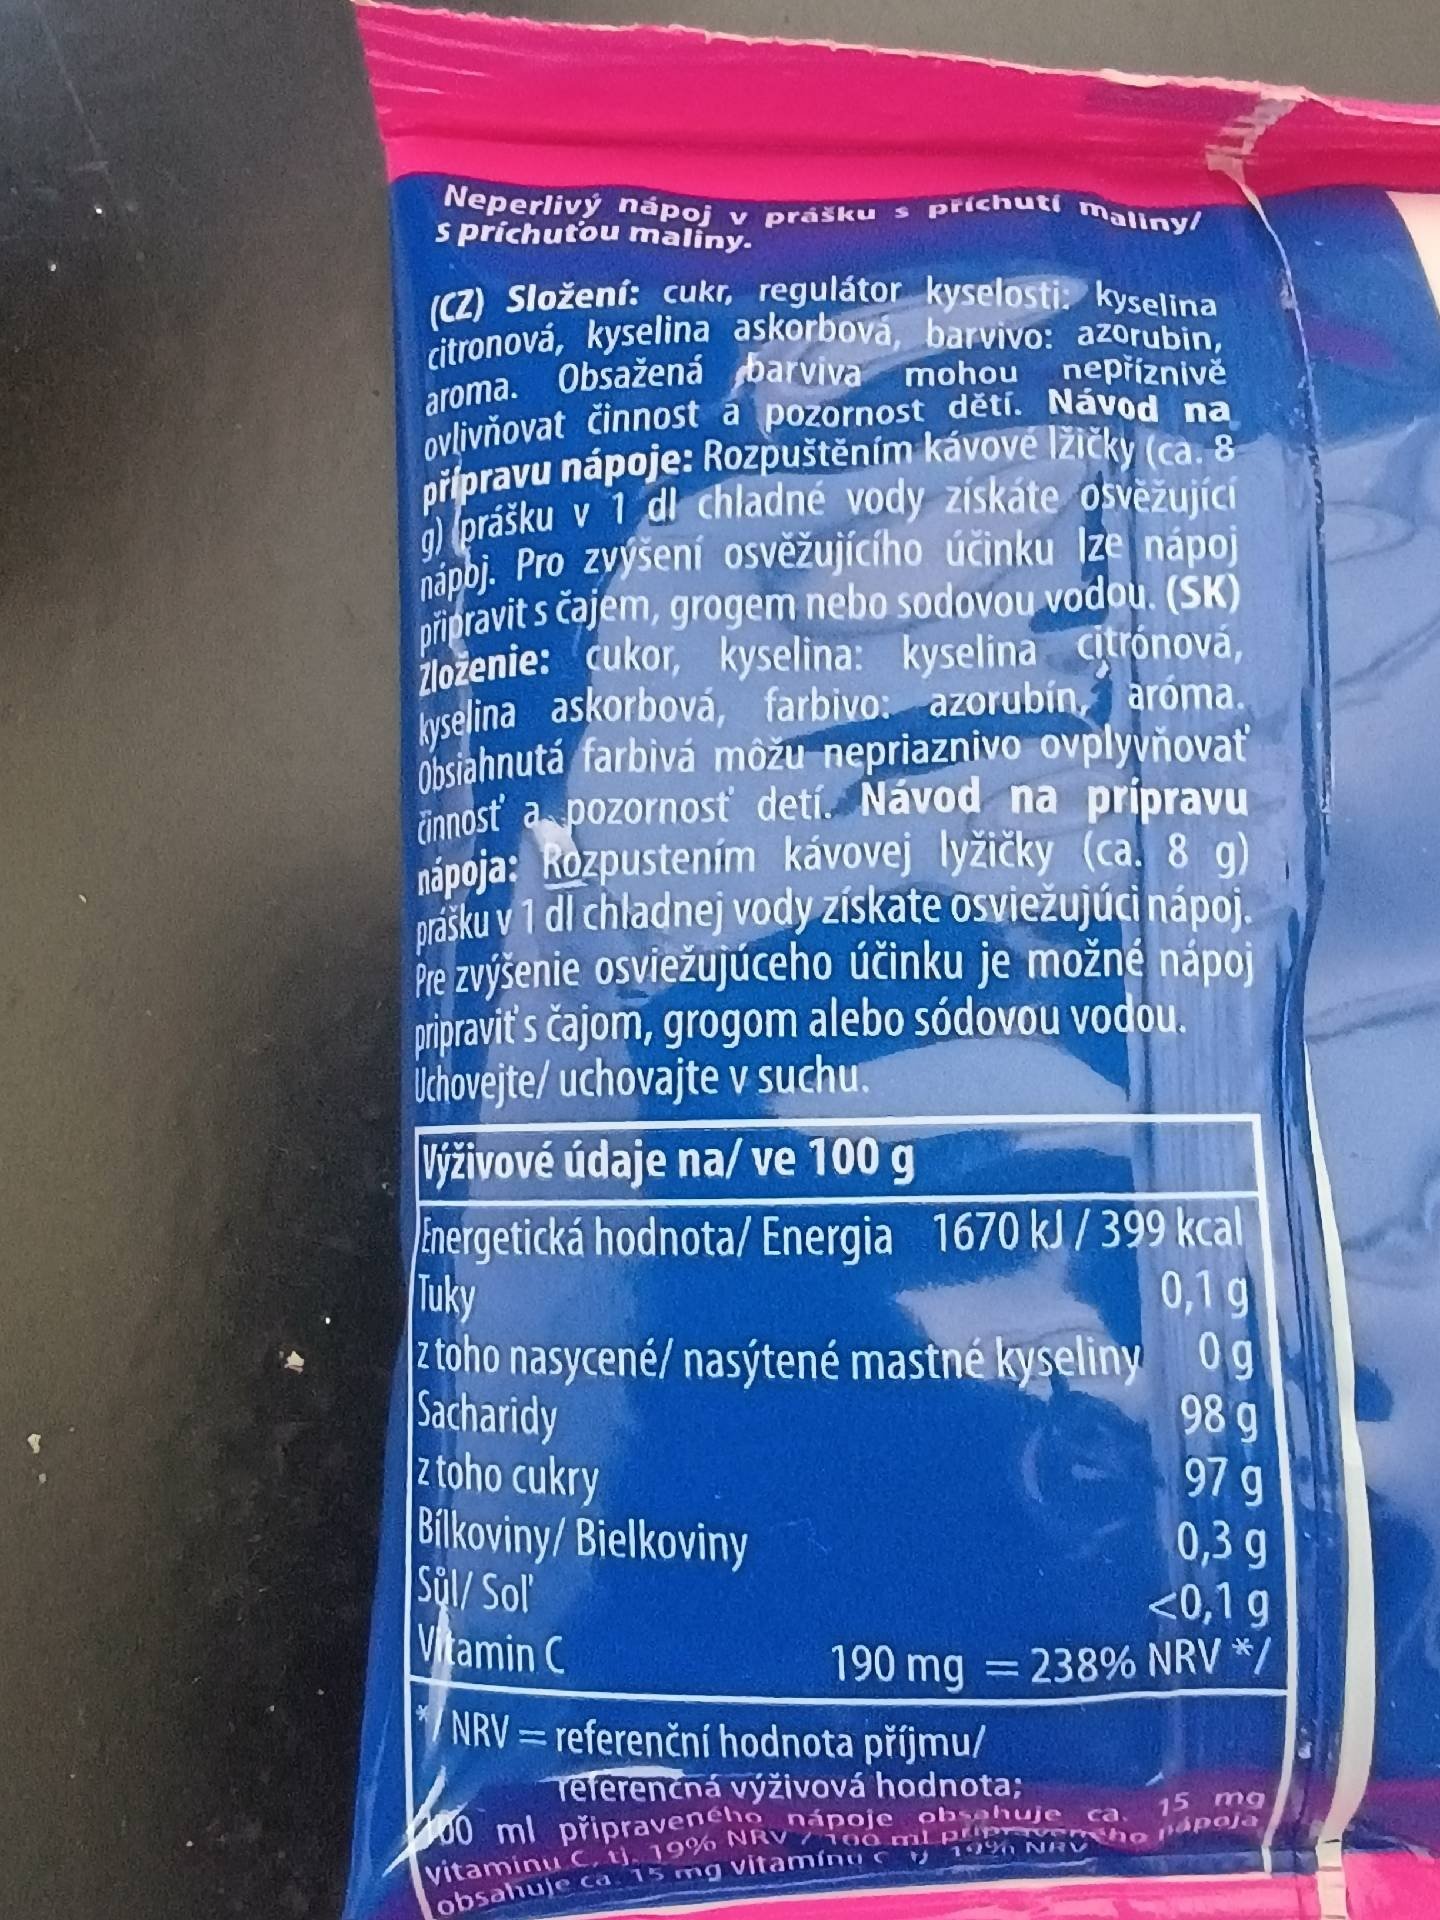 Neperlivý nápoj v prášku s příchutí maliny/
s príchuťou maliny.
(CZ) Složení: cukr, regulátor kyselosti: kyselina
citronová, kyselina askorbová, barvivo: azorubin,
aroma. Obsažená barviva mohou nepříznivě
ovlivňovat činnost a pozornost dětí. Návod na
přípravu nápoje: Rozpuštěním kávové lžičky (ca. 8
g) (prášku v 1 dl chladné vody získáte osvěžující
nápoj. Pro zvýšení osvěžujícího účinku lze nápoj
připravit s čajem, grogem nebo sodovou vodou. (SK)
Zloženie: cukor, kyselina: kyselina citrónová,
kyselina askorbová, farbivo: azorubín, aróma.
Obsiahnutá farbivá môžu nepriaznivo ovplyvňovať
činnosť a pozornosť detí. Návod na prípravu
nápoja: Rozpustením kávovej lyžičky (ca. 8 g)
prášku v 1 dl chladnej vody získate osviežujúci nápoj.
Pre zvýšenie osviežujúceho účinku je možné nápoj
pripraviť s čajom, grogom alebo sódovou vodou.
Uchovejte/ uchovajte v suchu.
Výživové údaje na/ ve 100 g
Energetická hodnota/ Energia 1670 kJ / 399 kcal
Tuky 0,1 g
z toho nasycené/ nasýtené mastné kyseliny 0 g
Sacharidy 98 g
z toho cukry 97 g
Bílkoviny/ Bielkoviny 0,3 g
Sůl/ Soľ <0,1 g
Vitamin C 190 mg = 238% NRV */
*/ NRV = referenční hodnota příjmu/
referenčná výživová hodnota;
100 ml připraveného nápoje obsahuje ca. 15 mg
vitaminu C, tj. 19% NRV / 100 ml pripraveného nápoja
obsahuje ca. 15 mg vitamínu C tj 19% NRV